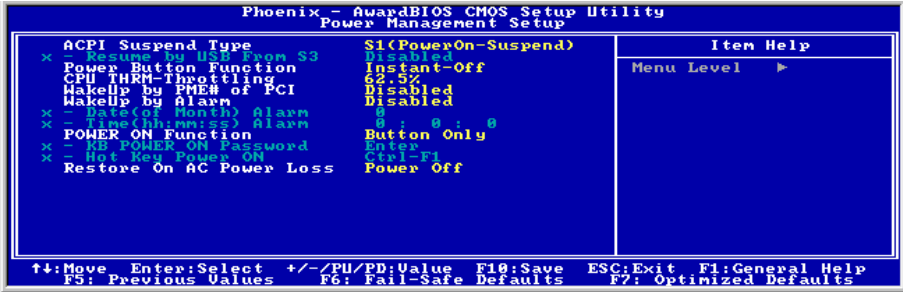 Phoenix - AwardBIOS CMOS Setup Utility
Power Management Setup
ACPI Suspend Type S1(PowerOn-Suspend) Item Help
x - Resume by USB From S3 Disabled
Power Button Function Instant-Off Menu Level ►
CPU THRM-Throttling 62.5%
WakeUp by PME# of PCI Disabled
WakeUp by Alarm Disabled
x - Date(of Month) Alarm 0
x - Time(hh:mm:ss) Alarm 0 : 0 : 0
POWER ON Function Button Only
x - KB POWER ON Password Enter
x - Hot Key Power ON Ctrl-F1
Restore On AC Power Loss Power Off
↑↓:Move Enter:Select +/-/PU/PD:Value F10:Save ESC:Exit F1:General Help
F5: Previous Values F6: Fail-Safe Defaults F7: Optimized Defaults